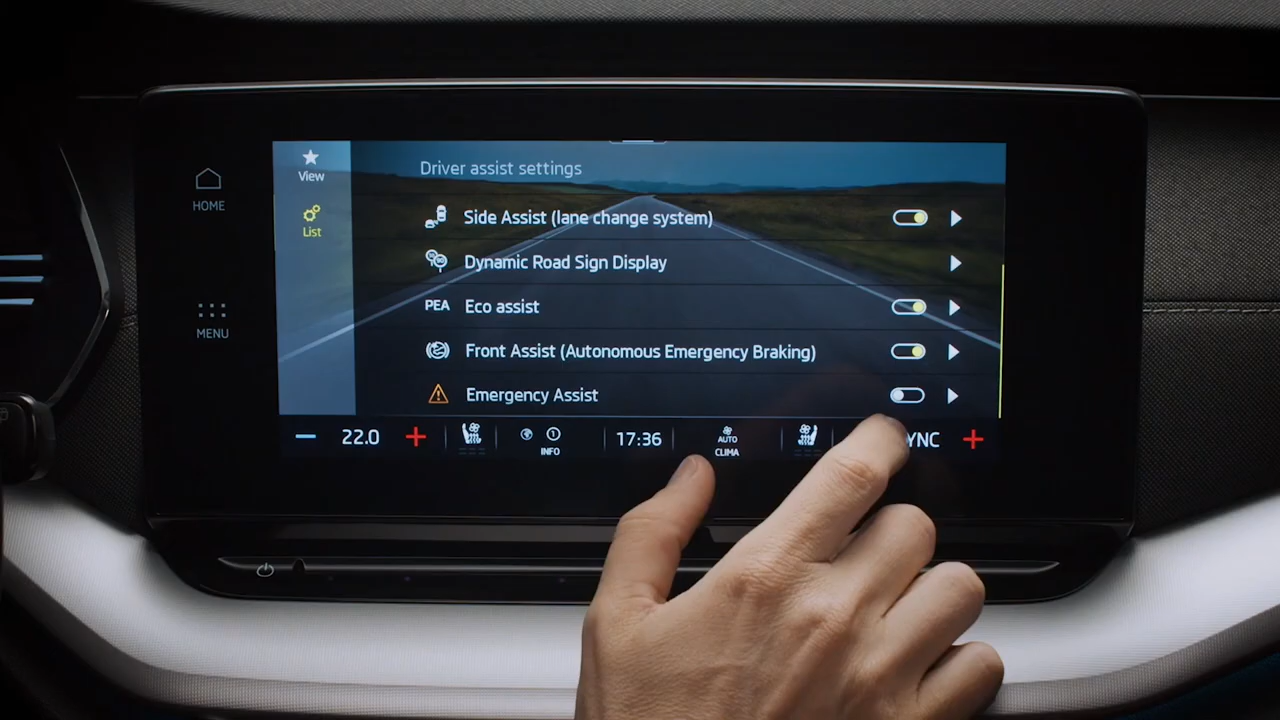 HOME
MENU
View
List
Driver assist settings
Side Assist (lane change system)
Dynamic Road Sign Display
PEA Eco assist
Front Assist (Autonomous Emergency Braking)
Emergency Assist
22.0
INFO
17:36
AUTO
CLIMA
YNC